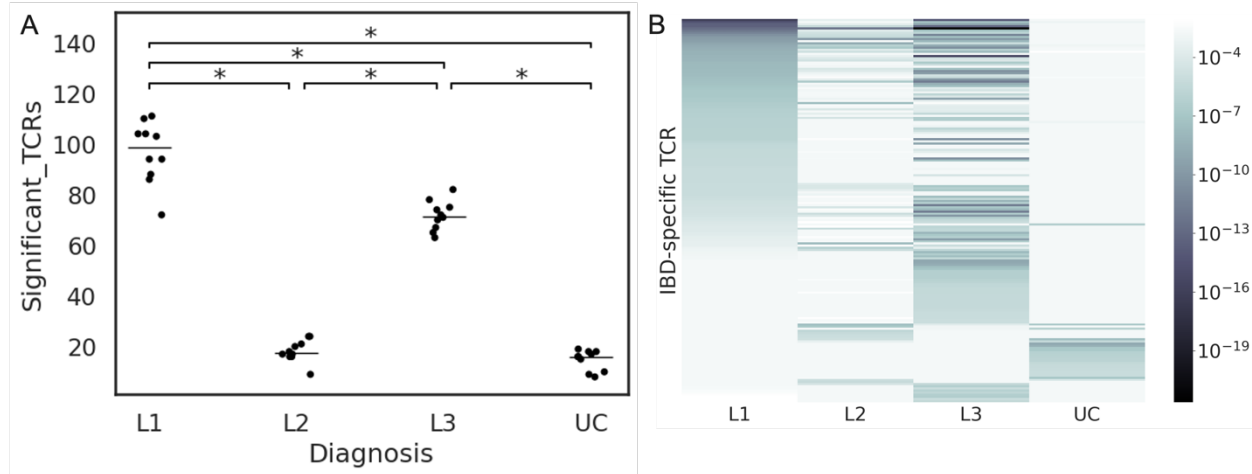 A
Significant_TCRs
140
120
100
80
60
40
20
*
*
*
*
*
L1
L2
L3
UC
Diagnosis
B
IBD-specific TCR
L1
L2
L3
UC
10⁻⁴
10⁻⁷
10⁻¹⁰
10⁻¹³
10⁻¹⁶
10⁻¹⁹